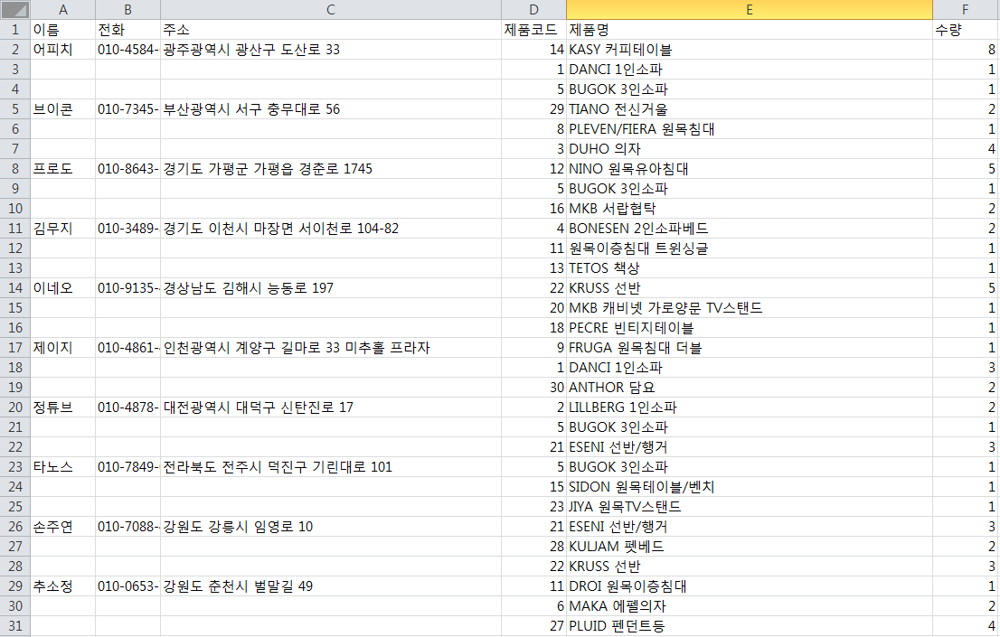 A B C D E F
1 이름 전화 주소 제품코드 제품명 수량
2 어피치 010-4584- 광주광역시 광산구 도산로 33 14 KASY 커피테이블 8
3 1 DANCI 1인소파 1
4 5 BUGOK 3인소파 1
5 브이콘 010-7345- 부산광역시 서구 충무대로 56 29 TIANO 전신거울 2
6 8 PLEVEN/FIERA 원목침대 1
7 3 DUHO 의자 4
8 프로도 010-8643- 경기도 가평군 가평읍 경춘로 1745 12 NINO 원목유아침대 5
9 5 BUGOK 3인소파 1
10 16 MKB 서랍협탁 2
11 김무지 010-3489- 경기도 이천시 마장면 서이천로 104-82 4 BONESEN 2인소파베드 2
12 11 원목이층침대 트윈싱글 1
13 13 TETOS 책상 1
14 이네오 010-9135- 경상남도 김해시 능동로 197 22 KRUSS 선반 5
15 20 MKB 캐비넷 가로양문 TV스탠드 1
16 18 PECRE 빈티지테이블 1
17 제이지 010-4861- 인천광역시 계양구 길마로 33 미추홀 프라자 9 FRUGA 원목침대 더블 1
18 1 DANCI 1인소파 3
19 30 ANTHOR 담요 2
20 정튜브 010-4878- 대전광역시 대덕구 신탄진로 17 2 LILLBERG 1인소파 2
21 5 BUGOK 3인소파 1
22 21 ESENI 선반/행거 3
23 타노스 010-7849- 전라북도 전주시 덕진구 기린대로 101 5 BUGOK 3인소파 1
24 15 SIDON 원목테이블/벤치 1
25 23 JIYA 원목TV스탠드 1
26 손주연 010-7088- 강원도 강릉시 임영로 10 21 ESENI 선반/행거 3
27 28 KULJAM 펫베드 2
28 22 KRUSS 선반 3
29 추소정 010-0653- 강원도 춘천시 벌말길 49 11 DROI 원목이층침대 1
30 6 MAKA 에펠의자 2
31 27 PLUID 펜던트등 4